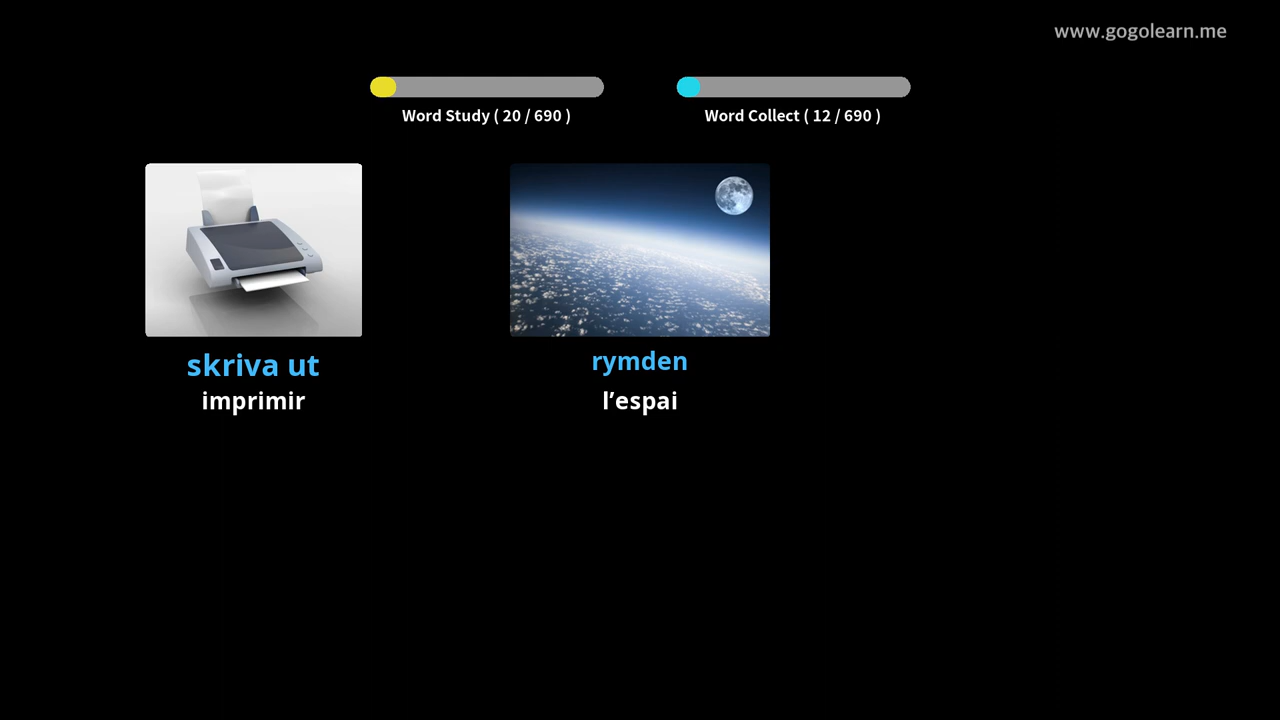 www.gogolearn.me
Word Study ( 20 / 690 )
Word Collect ( 12 / 690 )
skriva ut
imprimir
rymden
l’espai